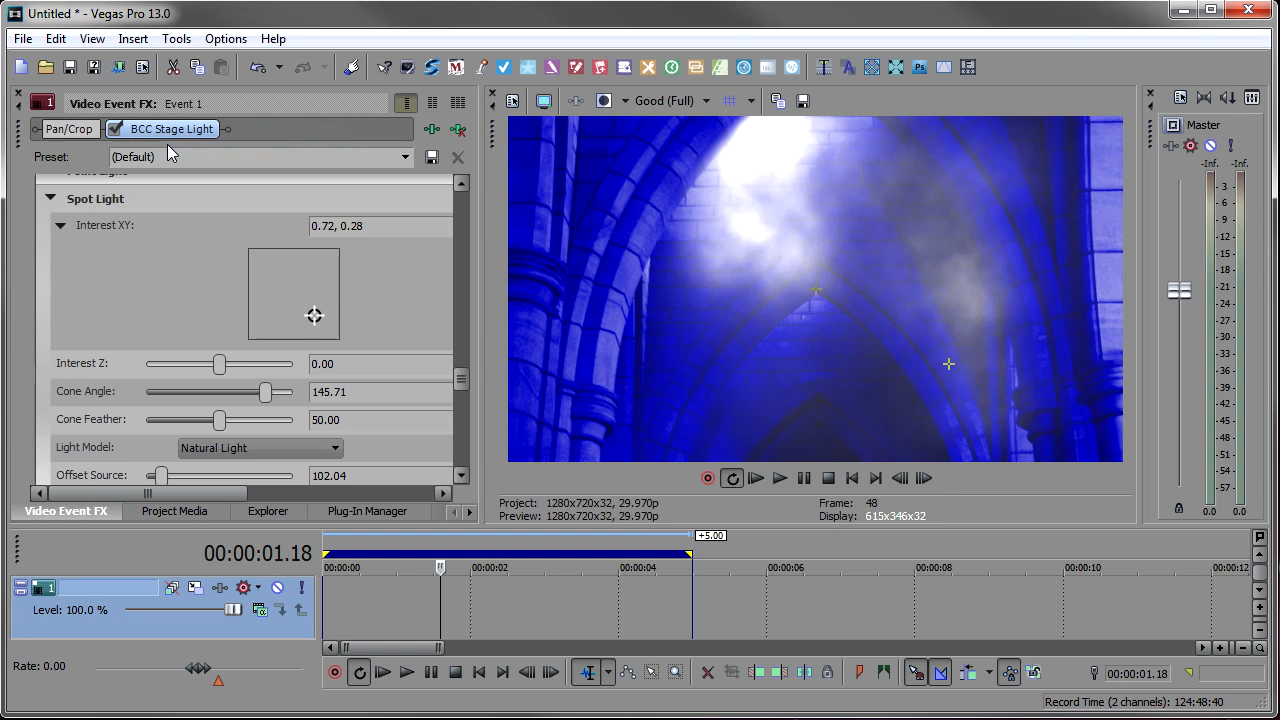 Untitled * - Vegas Pro 13.0
File Edit View Insert Tools Options Help
1 Video Event FX: Event 1
Pan/Crop BCC Stage Light
Preset: (Default)
Spot Light
Interest XY: 0.72, 0.28
Interest Z: 0.00
Cone Angle: 145.71
Cone Feather: 50.00
Light Model: Natural Light
Offset Source: 102.04
Video Event FX Project Media Explorer Plug-In Manager
Good (Full)
Project: 1280x720x32, 29.970p Frame: 48
Preview: 1280x720x32, 29.970p Display: 615x346x32
Master
-Inf. -Inf.
3
6
9
12
15
18
21
24
27
30
33
36
39
42
45
48
51
54
57
0.0 0.0
+5.00
00:00:01.18
00:00:00 00:00:02 00:00:04 00:00:06 00:00:08 00:00:10 00:00:12
1
Level: 100.0 %
Rate: 0.00
00:00:01.18
Record Time (2 channels): 124:48:40